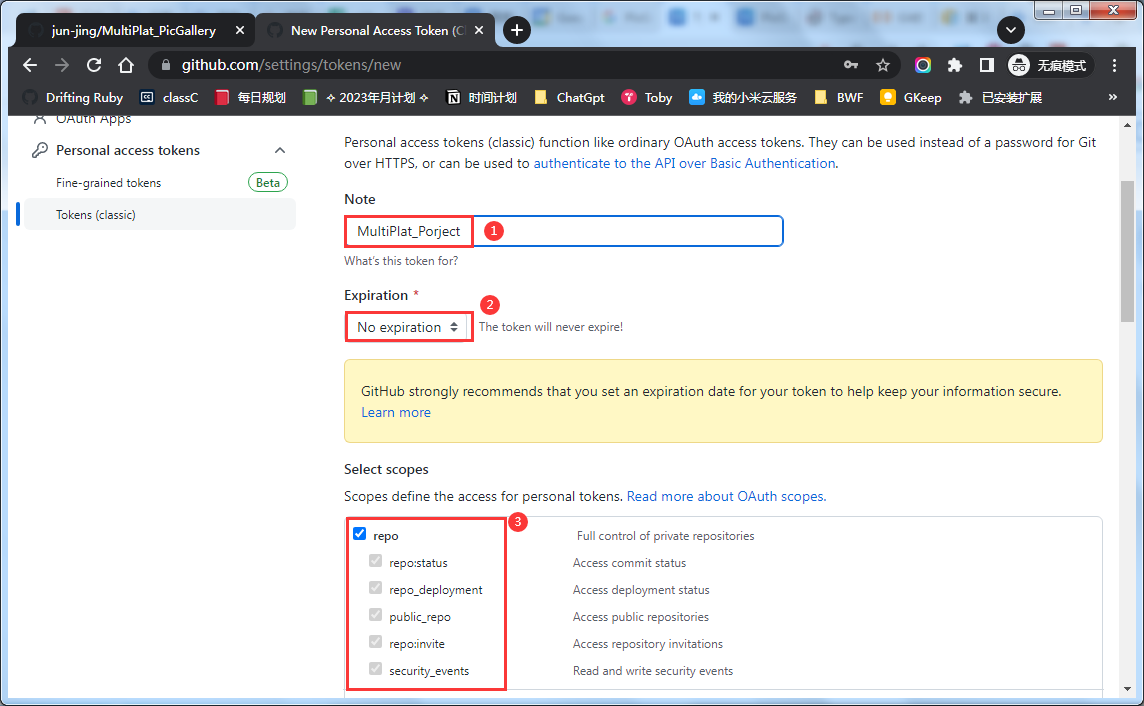 jun-jing/MultiPlat_PicGallery
New Personal Access Token (C
github.com/settings/tokens/new
无痕模式
Drifting Ruby
classC
每日规划
✧ 2023年月计划 ✧
时间计划
ChatGpt
Toby
我的小米云服务
BWF
GKeep
已安装扩展
»
OAuth Apps
Personal access tokens
Fine-grained tokens
Beta
Tokens (classic)
Personal access tokens (classic) function like ordinary OAuth access tokens. They can be used instead of a password for Git
over HTTPS, or can be used to authenticate to the API over Basic Authentication.
Note
MultiPlat_Porject
1
What's this token for?
Expiration *
2
No expiration
The token will never expire!
GitHub strongly recommends that you set an expiration date for your token to help keep your information secure.
Learn more
Select scopes
Scopes define the access for personal tokens. Read more about OAuth scopes.
3
repo Full control of private repositories
repo:status Access commit status
repo_deployment Access deployment status
public_repo Access public repositories
repo:invite Access repository invitations
security_events Read and write security events